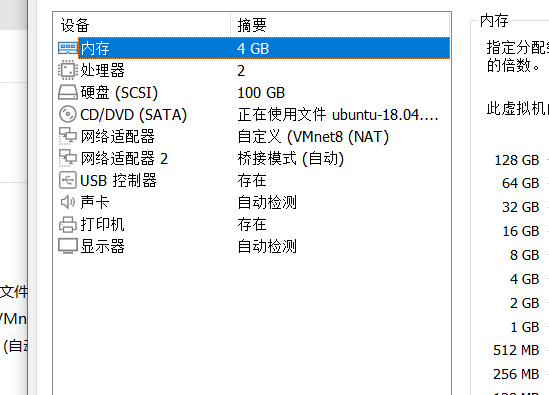 设备 摘要
内存 4 GB
处理器 2
硬盘 (SCSI) 100 GB
CD/DVD (SATA) 正在使用文件 ubuntu-18.04....
网络适配器 自定义 (VMnet8 (NAT)
网络适配器 2 桥接模式 (自动)
USB 控制器 存在
声卡 自动检测
打印机 存在
显示器 自动检测
文件
VMn
(自动
内存
指定分配
的倍数。
此虚拟机
128 GB
64 GB
32 GB
16 GB
8 GB
4 GB
2 GB
1 GB
512 MB
256 MB